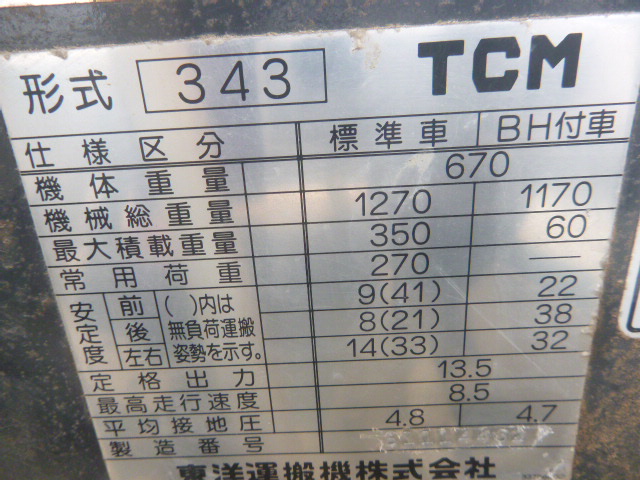 形式 343 TCM
仕様区分 標準車 BH付車
機体重量 670
機械総重量 1270 1170
最大積載重量 350 60
常用荷重 270 —
安定度 前 ( )内は無負荷運搬姿勢を示す。 9(41) 22
後 8(21) 38
左右 14(33) 32
定格出力 13.5
最高走行速度 8.5
平均接地圧 4.8 4.7
製造番号
東洋運搬機株式会社